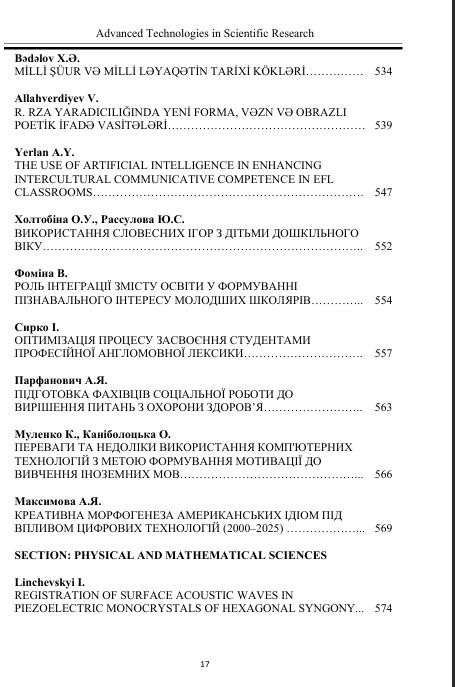 Advanced Technologies in Scientific Research
Bədəlov X.Ə.
MİLLİ ŞÜUR VƏ MİLLİ LƏYAQƏTİN TARİXİ KÖKLƏRİ…………… 534
Allahverdiyev V.
R. RZA YARADICILIĞINDA YENİ FORMA, VƏZN VƏ OBRAZLI
POETİK İFADƏ VASİTƏLƏRİ………………………………………… 539
Yerlan A.Y.
THE USE OF ARTIFICIAL INTELLIGENCE IN ENHANCING
INTERCULTURAL COMMUNICATIVE COMPETENCE IN EFL
CLASSROOMS………………………………………………………… 547
Холтобіна О.У., Рассулова Ю.С.
ВИКОРИСТАННЯ СЛОВЕСНИХ ІГОР З ДІТЬМИ ДОШКІЛЬНОГО
ВІКУ………………………………………………………………….. 552
Фоміна В.
РОЛЬ ІНТЕГРАЦІЇ ЗМІСТУ ОСВІТИ У ФОРМУВАННІ
ПІЗНАВАЛЬНОГО ІНТЕРЕСУ МОЛОДШИХ ШКОЛЯРІВ………….. 554
Сирко І.
ОПТИМІЗАЦІЯ ПРОЦЕСУ ЗАСВОЄННЯ СТУДЕНТАМИ
ПРОФЕСІЙНОЇ АНГЛОМОВНОЇ ЛЕКСИКИ……………………….. 557
Парфанович А.Я.
ПІДГОТОВКА ФАХІВЦІВ СОЦІАЛЬНОЇ РОБОТИ ДО
ВИРІШЕННЯ ПИТАНЬ З ОХОРОНИ ЗДОРОВ’Я………………….. 563
Муленко К., Каніболоцька О.
ПЕРЕВАГИ ТА НЕДОЛІКИ ВИКОРИСТАННЯ КОМП'ЮТЕРНИХ
ТЕХНОЛОГІЙ З МЕТОЮ ФОРМУВАННЯ МОТИВАЦІЇ ДО
ВИВЧЕННЯ ІНОЗЕМНИХ МОВ……………………………………... 566
Максимова А.Я.
КРЕАТИВНА МОРФОГЕНЕЗА АМЕРИКАНСЬКИХ ІДІОМ ПІД
ВПЛИВОМ ЦИФРОВИХ ТЕХНОЛОГІЙ (2000–2025) ……………... 569
SECTION: PHYSICAL AND MATHEMATICAL SCIENCES
Linchevskyi I.
REGISTRATION OF SURFACE ACOUSTIC WAVES IN
PIEZOELECTRIC MONOCRYSTALS OF HEXAGONAL SYNGONY... 574
17